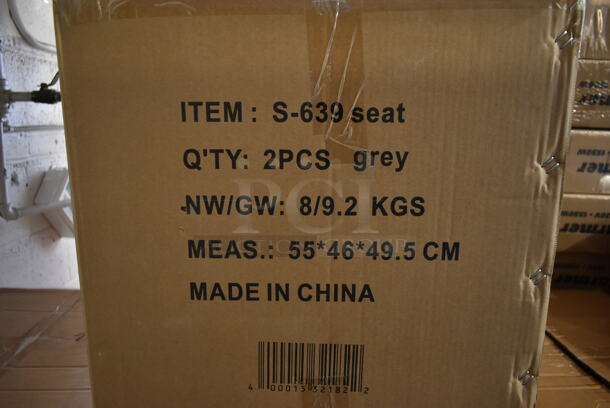 ITEM : S-639 seat
Q'TY: 2PCS grey
NW/GW: 8/9.2 KGS
MEAS.: 55*46*49.5 CM
MADE IN CHINA
4 00013 32182 2
PCI